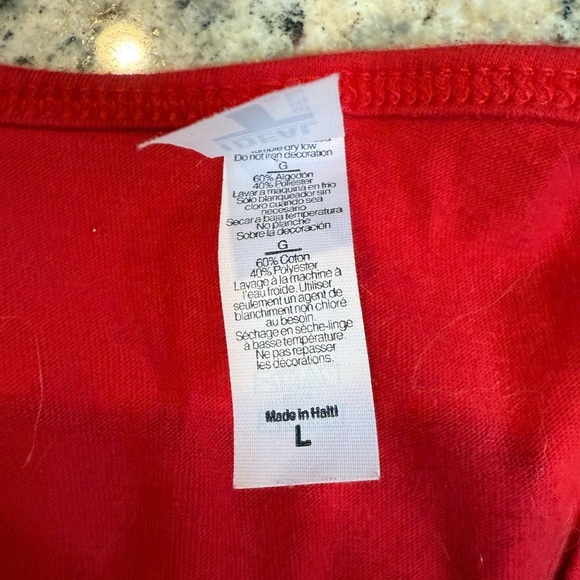 IDEAL
Tumble dry low
Do not iron decoration
G
60% Algodón
40% Poliester
Lavar a maquina en frio
Solo blanqueador sin
cloro cuando sea
necesario
Secar a baja temperatura
No planche
Sobre la decoración
G
60% Coton
40% Polyester
Lavage à la machine à
l'eau froide. Utiliser
seulement un agent de
blanchiment non chloré
au besoin.
Séchage en sèche-linge
à basse température.
Ne pas repasser
les décorations.
Made in Haiti
L